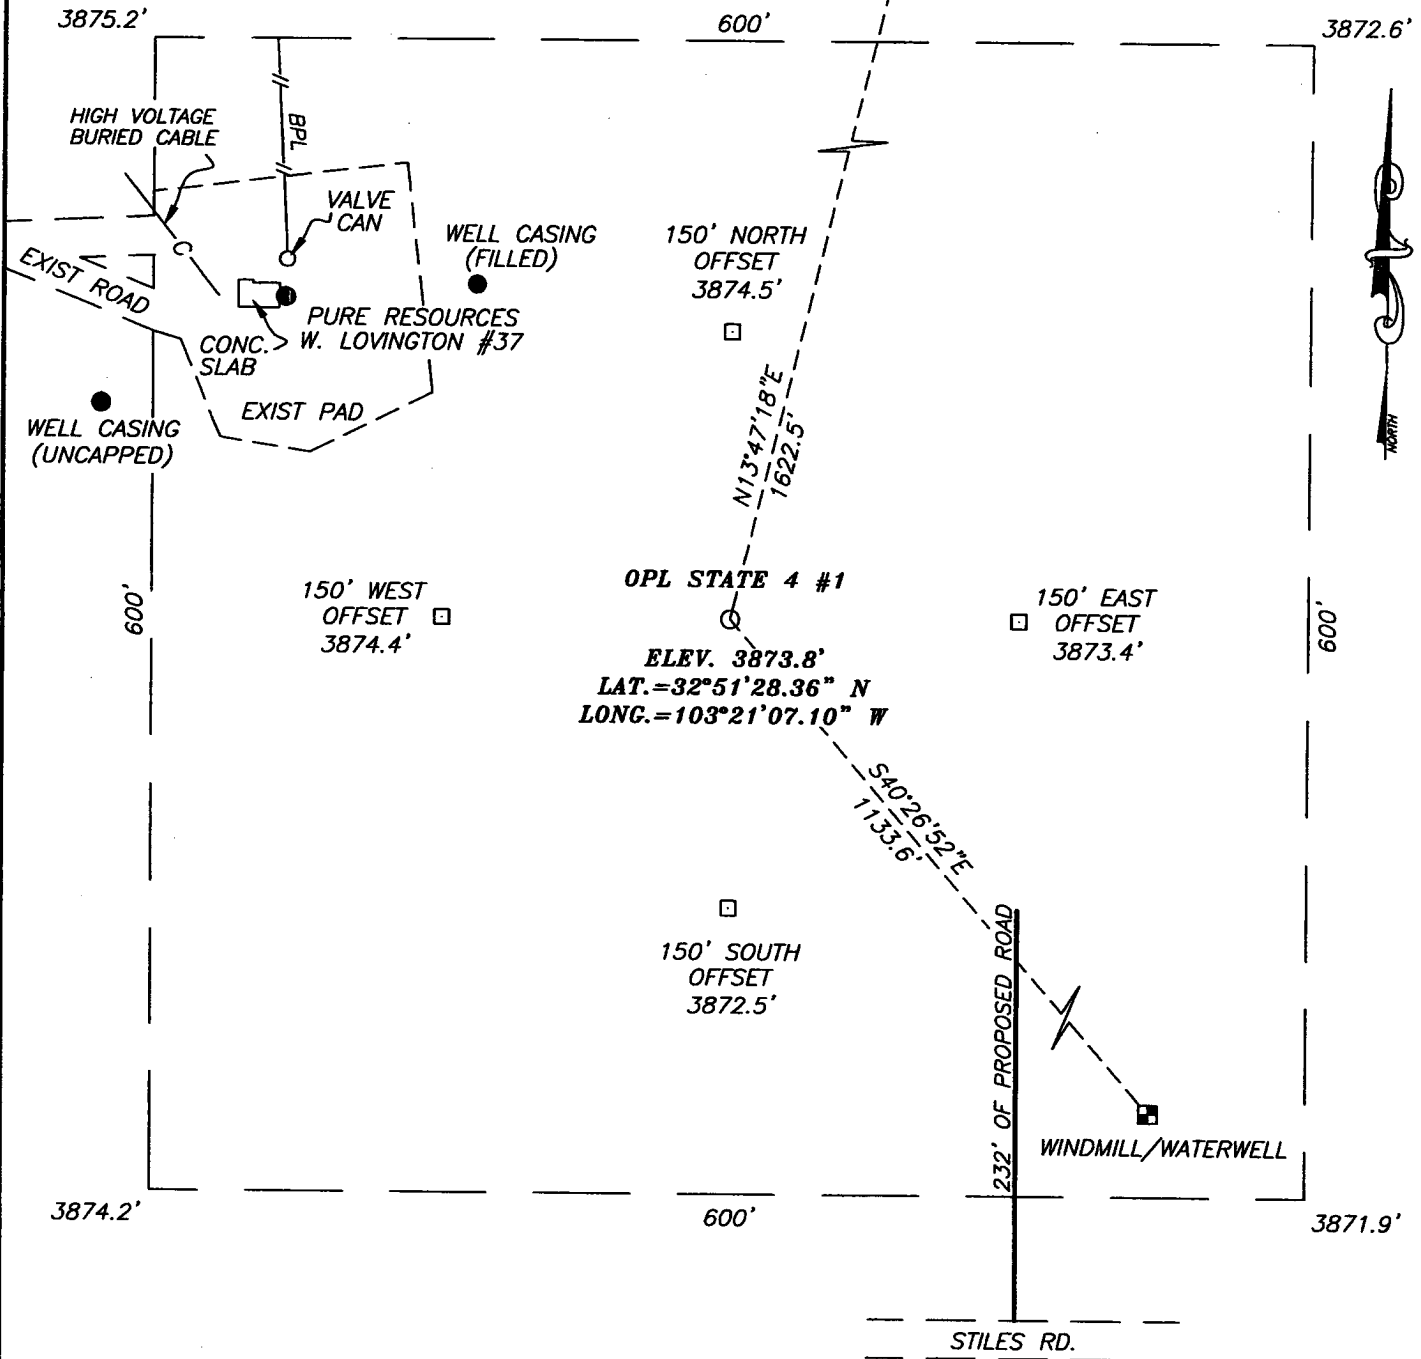 3875.2'
600'
3872.6'
HIGH VOLTAGE
BURIED CABLE
BPL
VALVE
CAN
WELL CASING
(FILLED)
150' NORTH
OFFSET
3874.5'
C
EXIST ROAD
PURE RESOURCES
W. LOVINGTON #37
CONC.
SLAB
EXIST PAD
WELL CASING
(UNCAPPED)
NORTH
N13°47'18"E
1622.5'
OPL STATE 4 #1
150' WEST
OFFSET
3874.4'
600'
150' EAST
OFFSET
3873.4'
600'
ELEV. 3873.8'
LAT.=32°51'28.36" N
LONG.=103°21'07.10" W
S40°26'52"E
1133.6'
150' SOUTH
OFFSET
3872.5'
232' OF PROPOSED ROAD
WINDMILL/WATERWELL
3874.2'
600'
3871.9'
STILES RD.